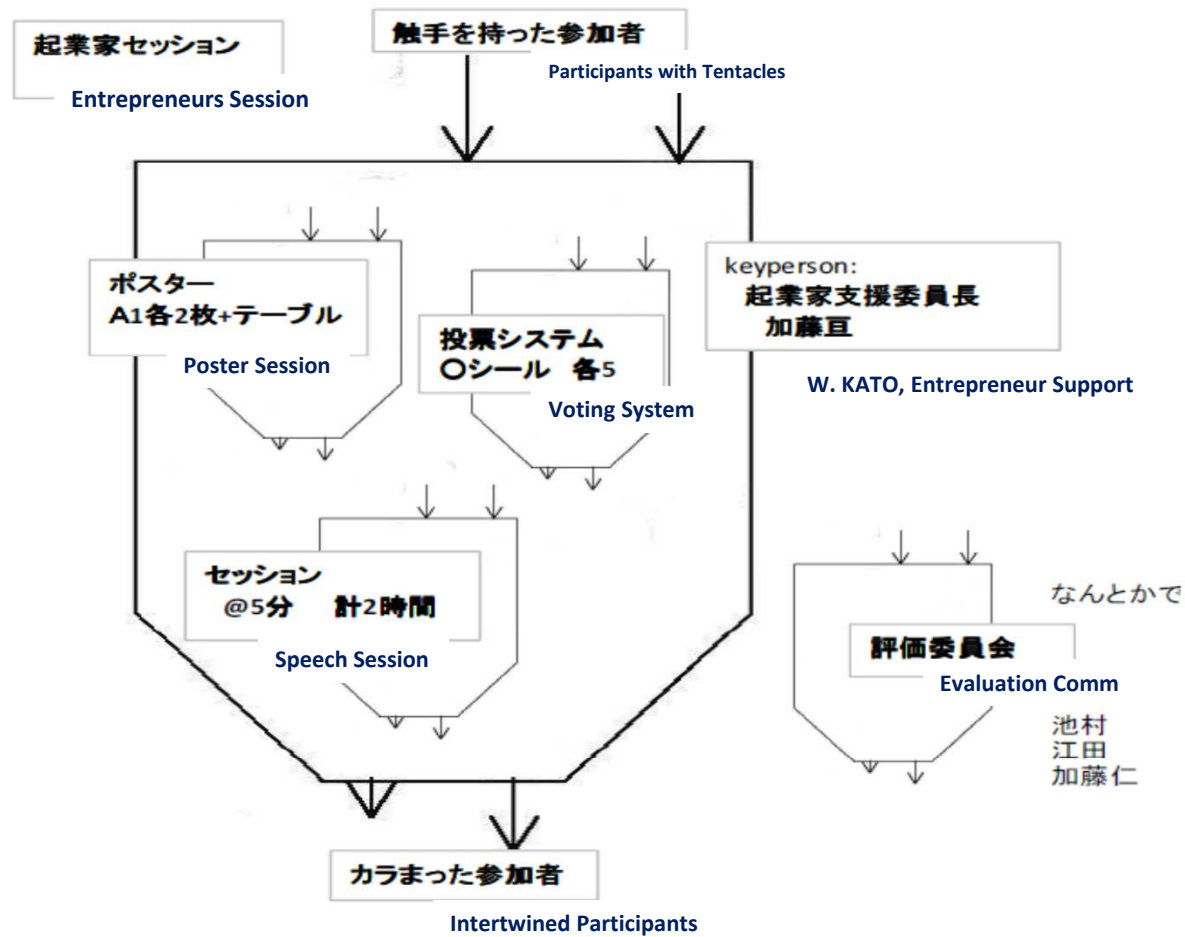 起業家セッション
Entrepreneurs Session
触手を持った参加者
Participants with Tentacles
ポスター
A1各2枚+テーブル
Poster Session
投票システム
〇シール 各5
Voting System
keyperson:
起業家支援委員長
加藤亘
W. KATO, Entrepreneur Support
セッション
@5分 計2時間
Speech Session
なんとかで
評価委員会
Evaluation Comm
池村
江田
加藤仁
カラまった参加者
Intertwined Participants